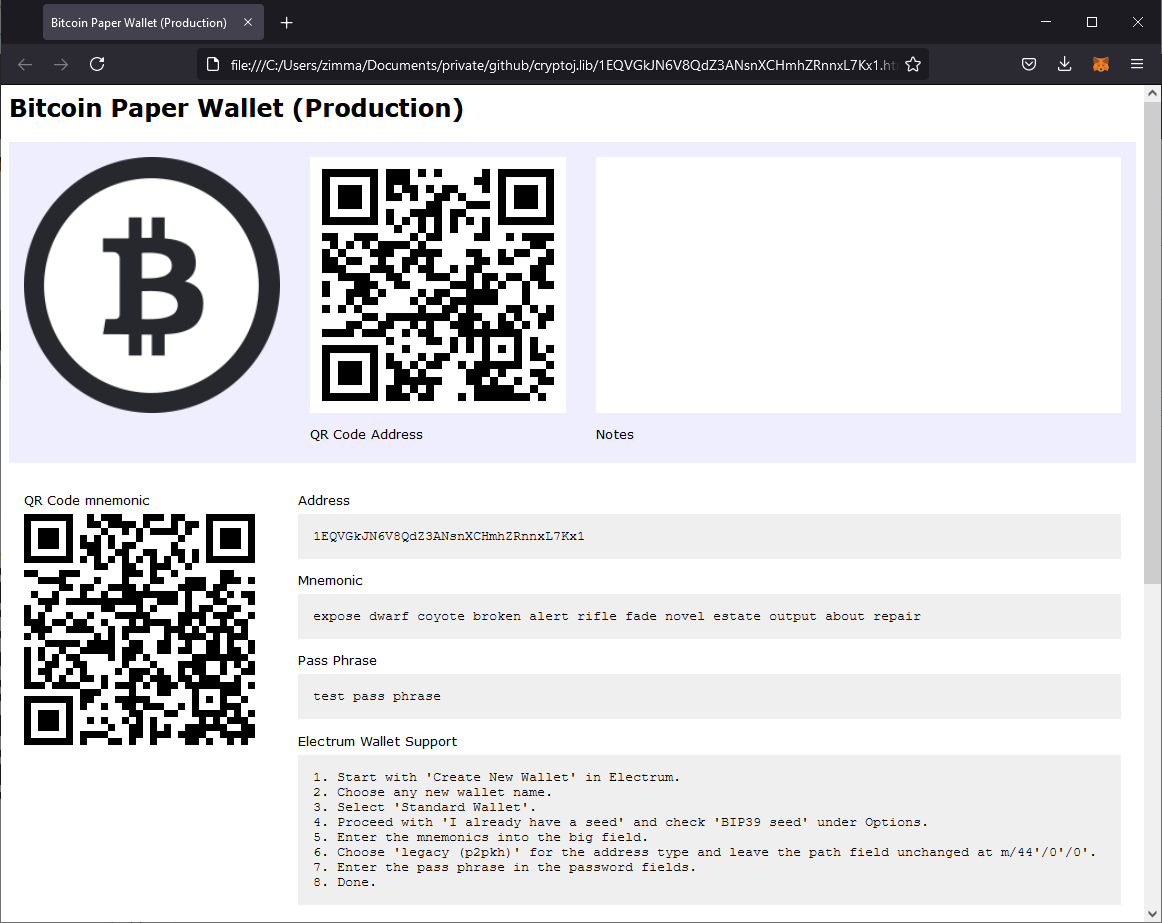 Bitcoin Paper Wallet (Production)
file:///C:/Users/zimma/Documents/private/github/cryptoj.lib/1EQVGkJN6V8QdZ3ANsnXCHmhZRnnxL7Kx1.ht
Bitcoin Paper Wallet (Production)
QR Code Address
Notes
QR Code mnemonic
Address
1EQVGkJN6V8QdZ3ANsnXCHmhZRnnxL7Kx1
Mnemonic
expose dwarf coyote broken alert rifle fade novel estate output about repair
Pass Phrase
test pass phrase
Electrum Wallet Support
1. Start with 'Create New Wallet' in Electrum.
2. Choose any new wallet name.
3. Select 'Standard Wallet'.
4. Proceed with 'I already have a seed' and check 'BIP39 seed' under Options.
5. Enter the mnemonics into the big field.
6. Choose 'legacy (p2pkh)' for the address type and leave the path field unchanged at m/44'/0'/0'.
7. Enter the pass phrase in the password fields.
8. Done.